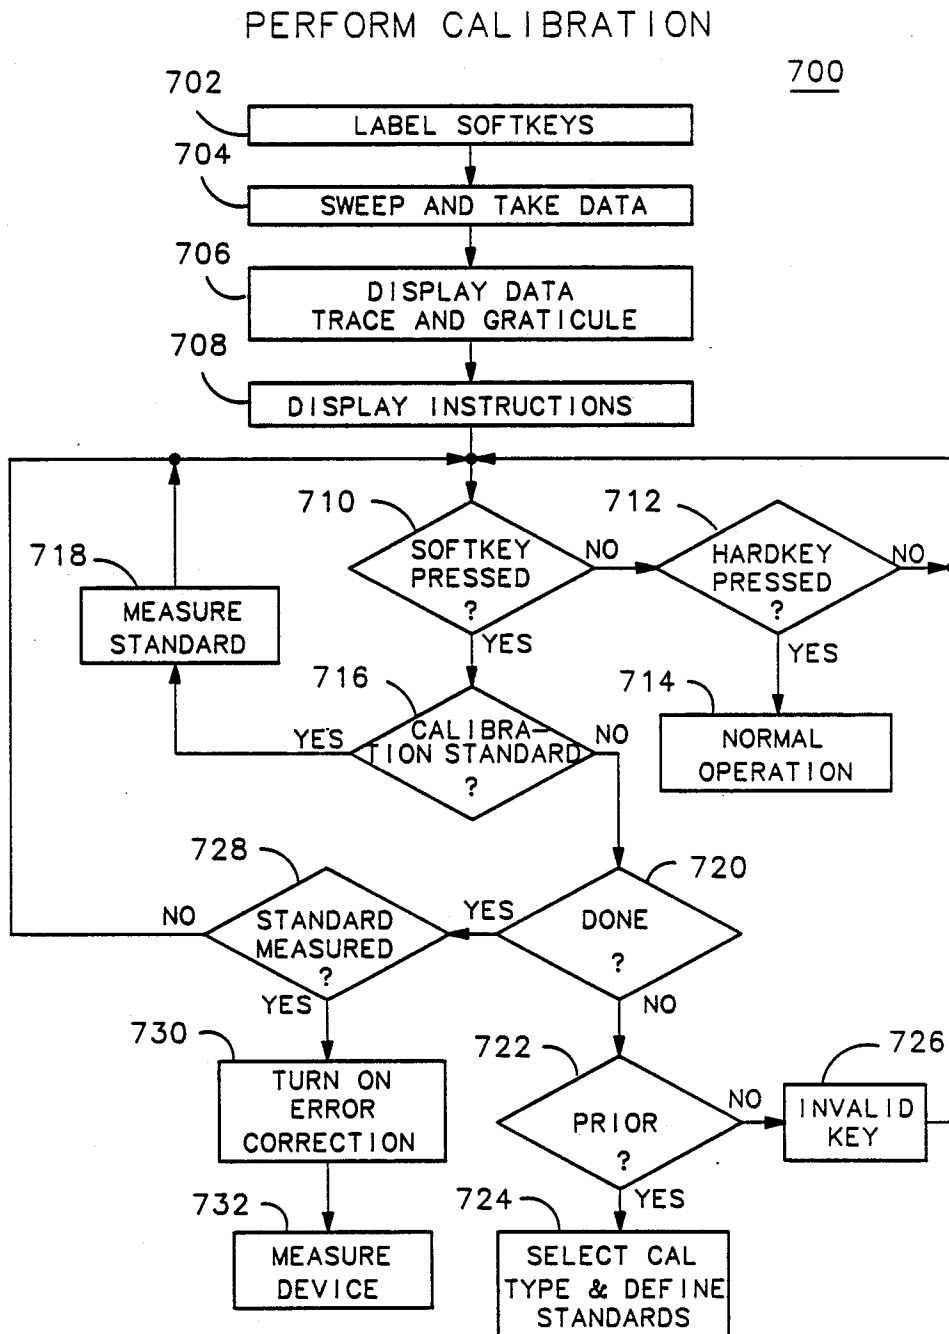 PERFORM CALIBRATION
700
702
LABEL SOFTKEYS
704
SWEEP AND TAKE DATA
706
DISPLAY DATA
TRACE AND GRATICULE
708
DISPLAY INSTRUCTIONS
710
SOFTKEY
PRESSED
?
NO
YES
712
HARDKEY
PRESSED
?
NO
YES
718
MEASURE
STANDARD
714
NORMAL
OPERATION
716
CALIBRA-
TION STANDARD
?
YES
NO
720
DONE
?
YES
NO
728
STANDARD
MEASURED
?
NO
YES
730
TURN ON
ERROR
CORRECTION
722
PRIOR
?
NO
YES
726
INVALID
KEY
732
MEASURE
DEVICE
724
SELECT CAL
TYPE & DEFINE
STANDARDS